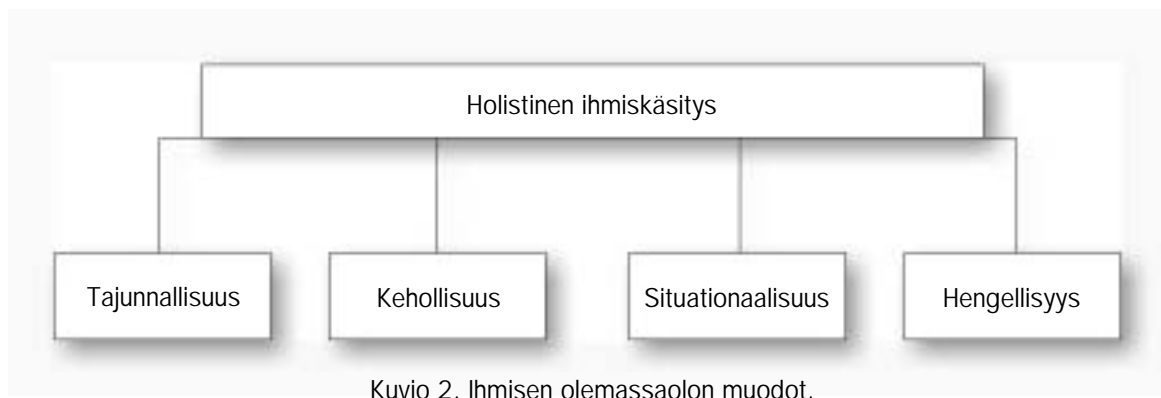 Holistinen ihmiskäsitys
Tajunnallisuus
Kehollisuus
Situationaalisuus
Hengellisyys
Kuvio 2. Ihmisen olemassaolon muodot.